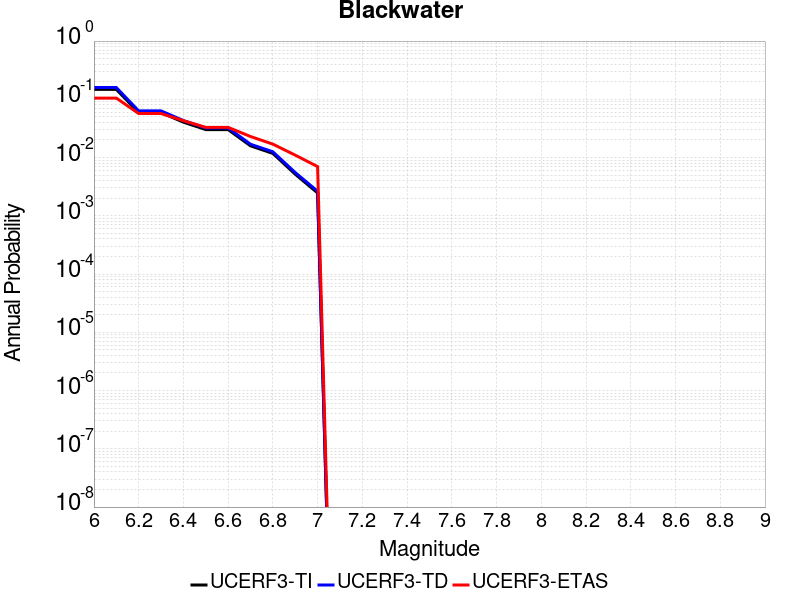 Blackwater
10^0
10^-1
10^-2
10^-3
10^-4
10^-5
10^-6
10^-7
10^-8
Annual Probability
6 6.2 6.4 6.6 6.8 7 7.2 7.4 7.6 7.8 8 8.2 8.4 8.6 8.8 9
Magnitude
UCERF3-TI UCERF3-TD UCERF3-ETAS